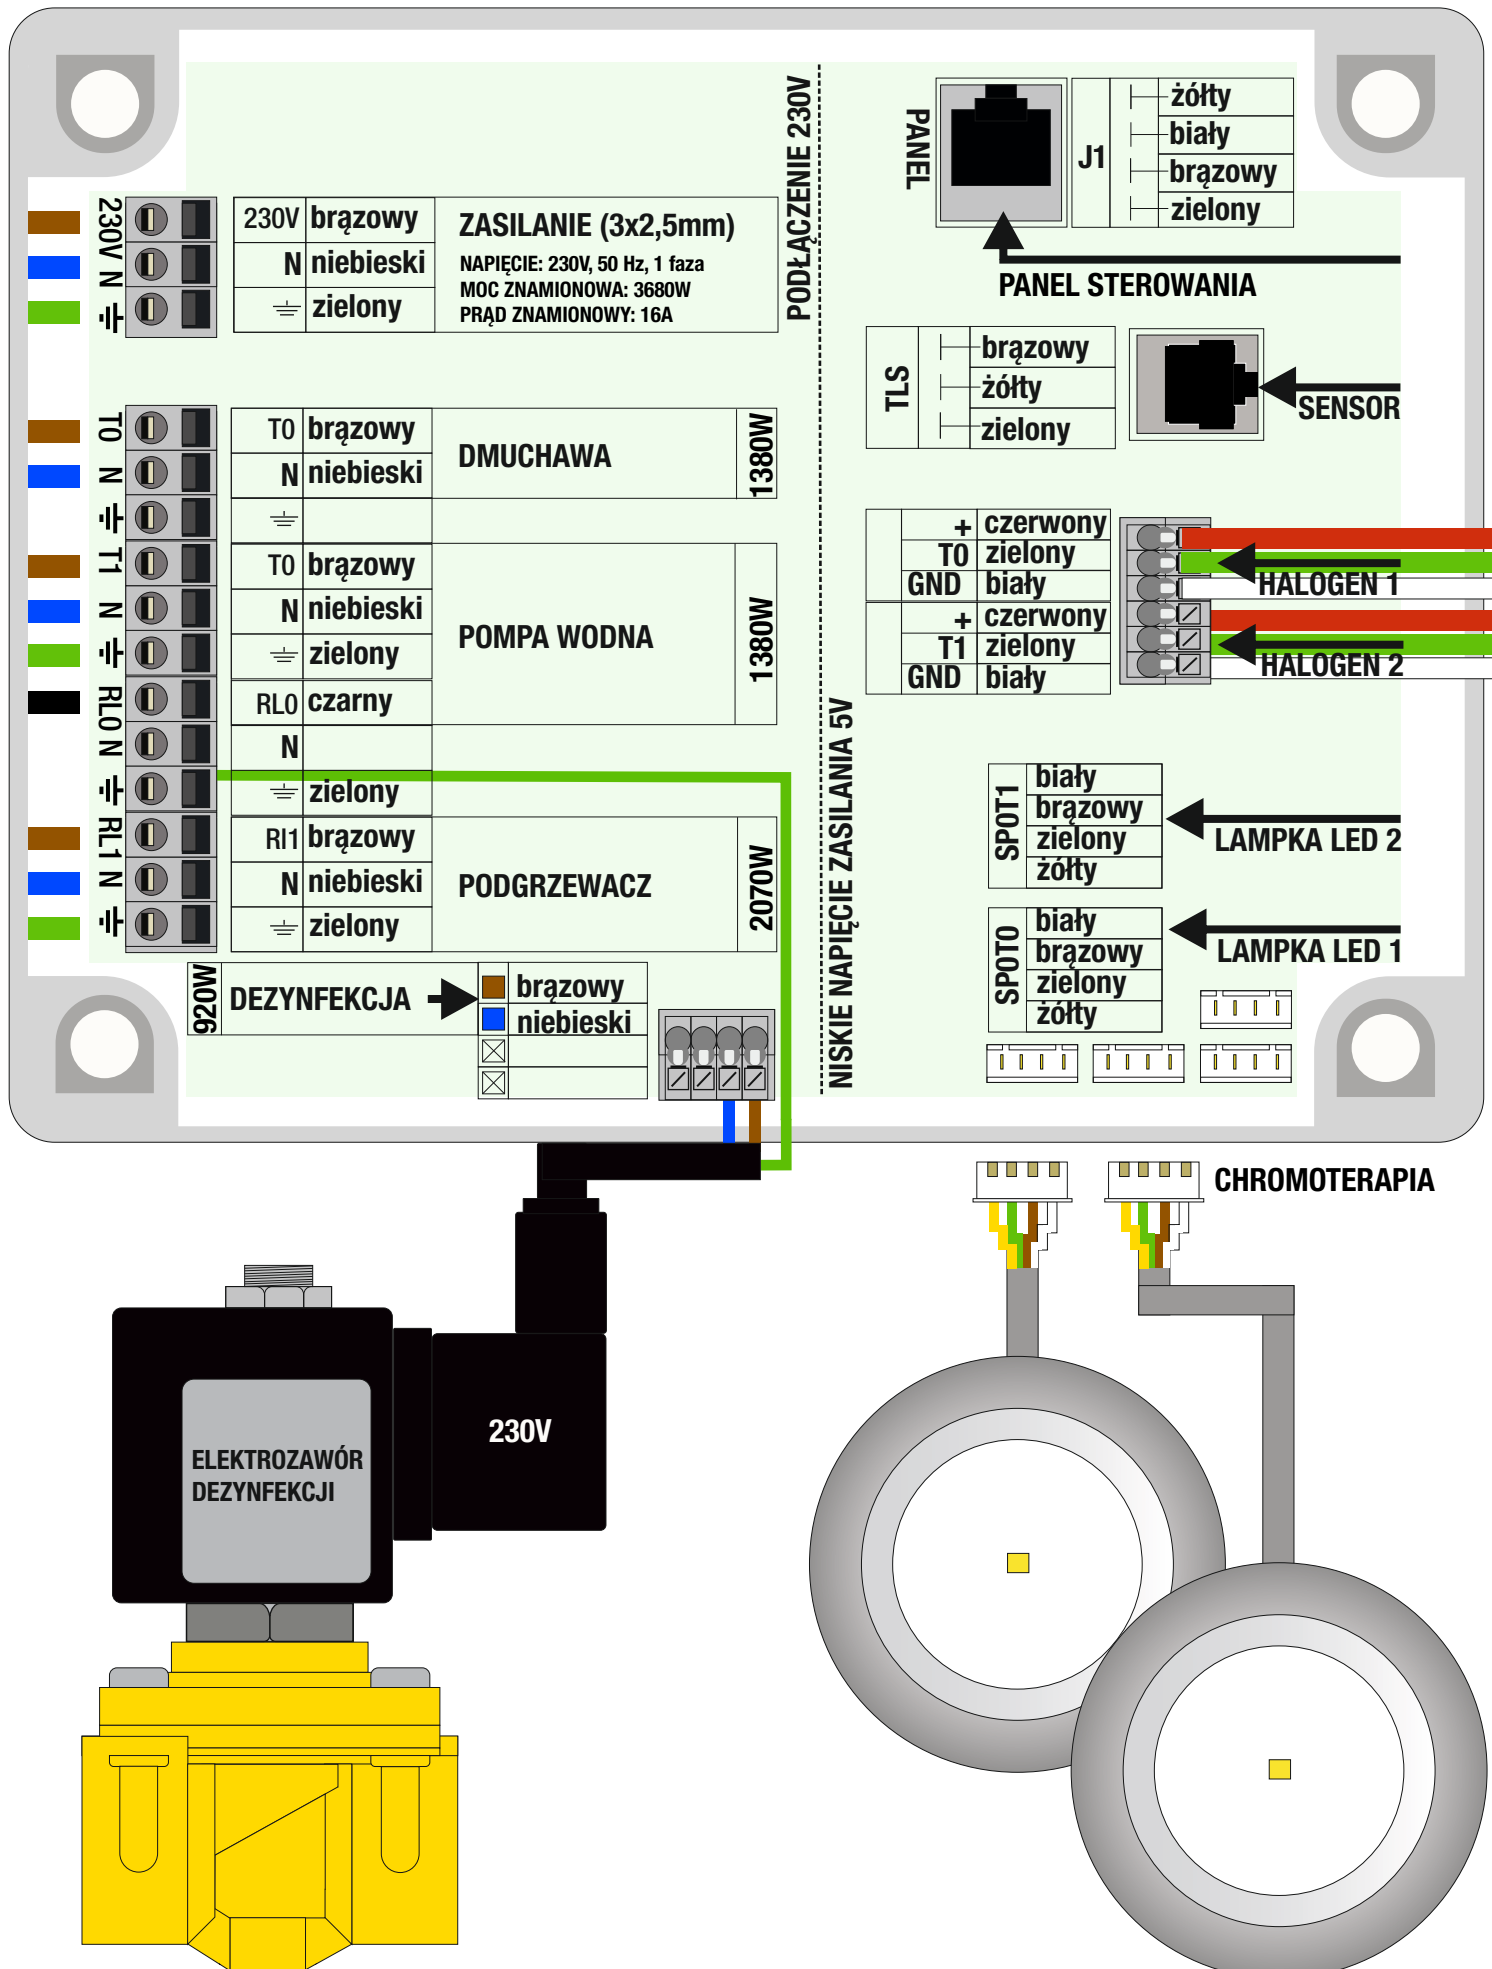 230V N
230V brązowy
N niebieski
zielony
ZASILANIE (3x2,5mm)
NAPIĘCIE: 230V, 50 Hz, 1 faza
MOC ZNAMIONOWA: 3680W
PRĄD ZNAMIONOWY: 16A
PODŁĄCZENIE 230V
T0 N
T1 N
RL0 N
RL1 N
T0 brązowy
N niebieski
DMUCHAWA
1380W
T0 brązowy
N niebieski
zielony
RL0 czarny
POMPA WODNA
1380W
N
zielony
RI1 brązowy
N niebieski
zielony
PODGRZEWACZ
2070W
920W
DEZYNFEKCJA
brązowy
niebieski
PANEL
J1
żółty
biały
brązowy
zielony
PANEL STEROWANIA
TLS
brązowy
żółty
zielony
SENSOR
+ czerwony
T0 zielony
GND biały
+ czerwony
T1 zielony
GND biały
HALOGEN 1
HALOGEN 2
NISKIE NAPIĘCIE ZASILANIA 5V
SPOT1
biały
brązowy
zielony
żółty
LAMPKA LED 2
SPOT0
biały
brązowy
zielony
żółty
LAMPKA LED 1
CHROMOTERAPIA
230V
ELEKTROZAWÓR
DEZYNFEKCJI